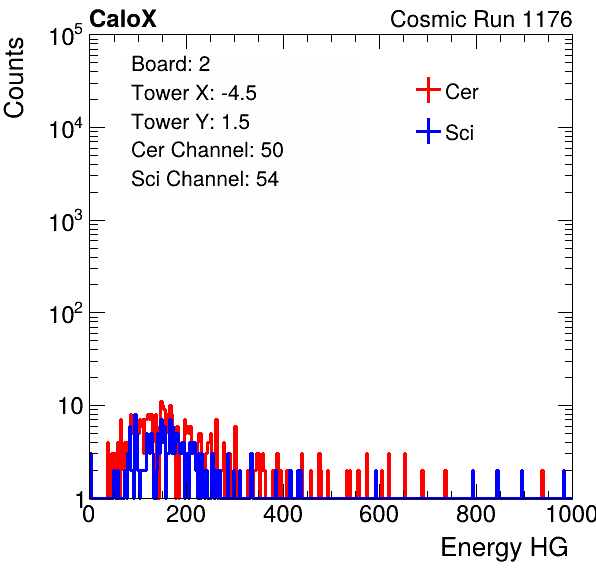 CaloX Cosmic Run 1176
Counts
10^5
10^4
10^3
10^2
10
1
Board: 2
Tower X: -4.5
Tower Y: 1.5
Cer Channel: 50
Sci Channel: 54
Cer
Sci
0 200 400 600 800 1000
Energy HG